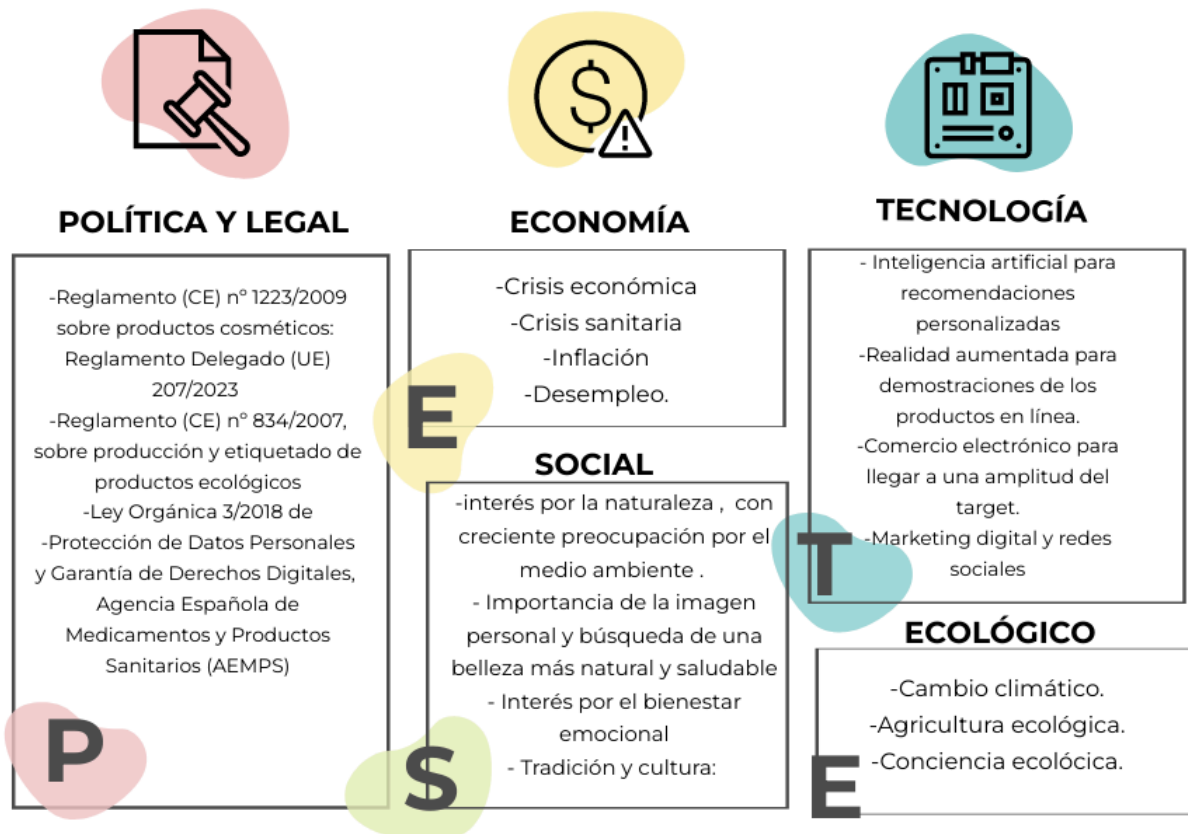 POLÍTICA Y LEGAL
-Reglamento (CE) nº 1223/2009
sobre productos cosméticos:
Reglamento Delegado (UE)
207/2023
-Reglamento (CE) nº 834/2007,
sobre producción y etiquetado de
productos ecológicos
-Ley Orgánica 3/2018 de
-Protección de Datos Personales
y Garantía de Derechos Digitales,
Agencia Española de
Medicamentos y Productos
Sanitarios (AEMPS)
P
ECONOMÍA
-Crisis económica
-Crisis sanitaria
-Inflación
-Desempleo.
E
SOCIAL
-interés por la naturaleza , con
creciente preocupación por el
medio ambiente .
- Importancia de la imagen
personal y búsqueda de una
belleza más natural y saludable
- Interés por el bienestar
emocional
- Tradición y cultura:
S
TECNOLOGÍA
- Inteligencia artificial para
recomendaciones
personalizadas
-Realidad aumentada para
demostraciones de los
productos en línea.
-Comercio electrónico para
llegar a una amplitud del
target.
-Marketing digital y redes
sociales
T
ECOLÓGICO
-Cambio climático.
-Agricultura ecológica.
-Conciencia ecolócica.
E